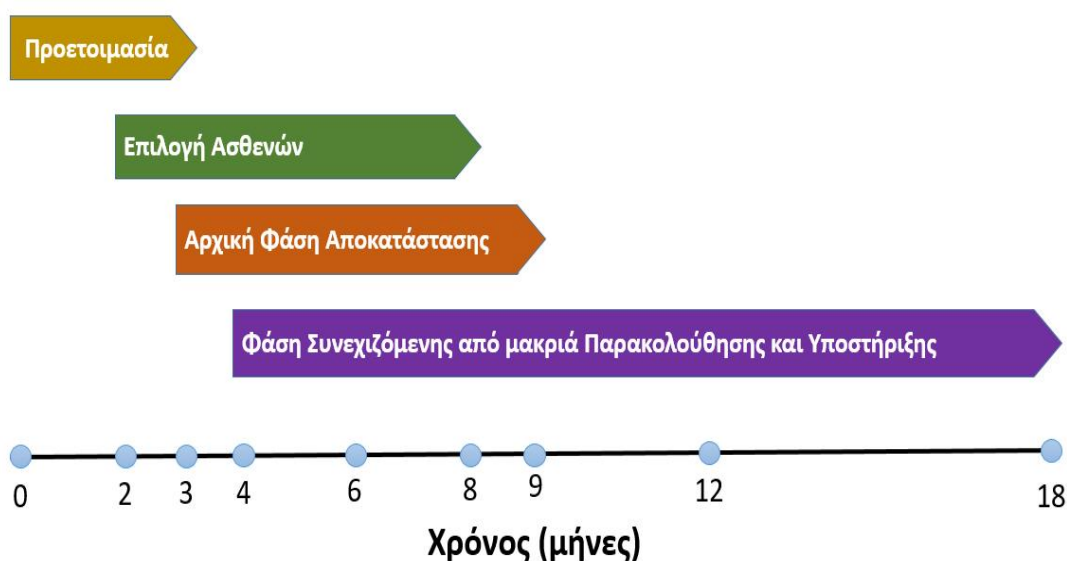 Προετοιμασία
Επιλογή Ασθενών
Αρχική Φάση Αποκατάστασης
Φάση Συνεχιζόμενης από μακριά Παρακολούθησης και Υποστήριξης
0 2 3 4 6 8 9 12 18
Χρόνος (μήνες)